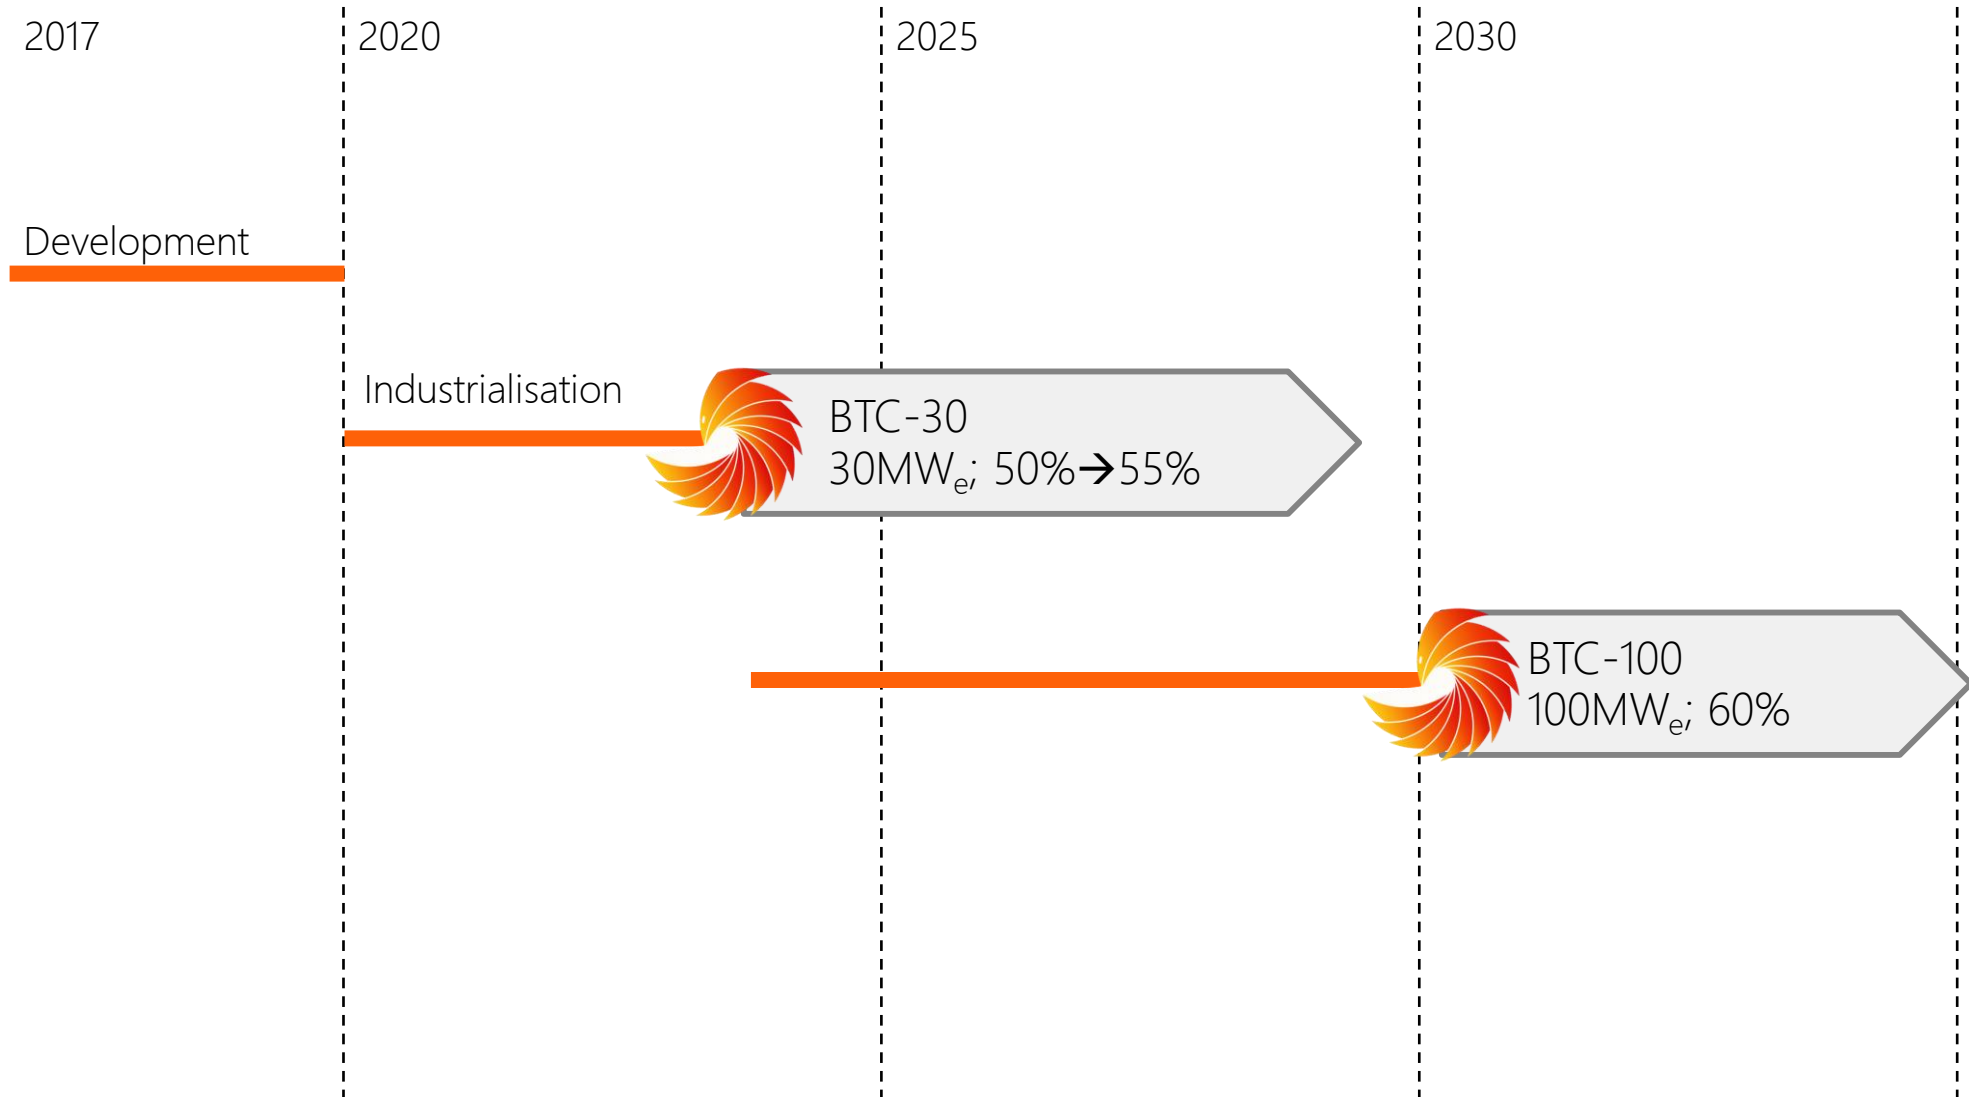 2017
2020
2025
2030
Development
Industrialisation
BTC-30
30MWₑ; 50%→55%
BTC-100
100MWₑ; 60%